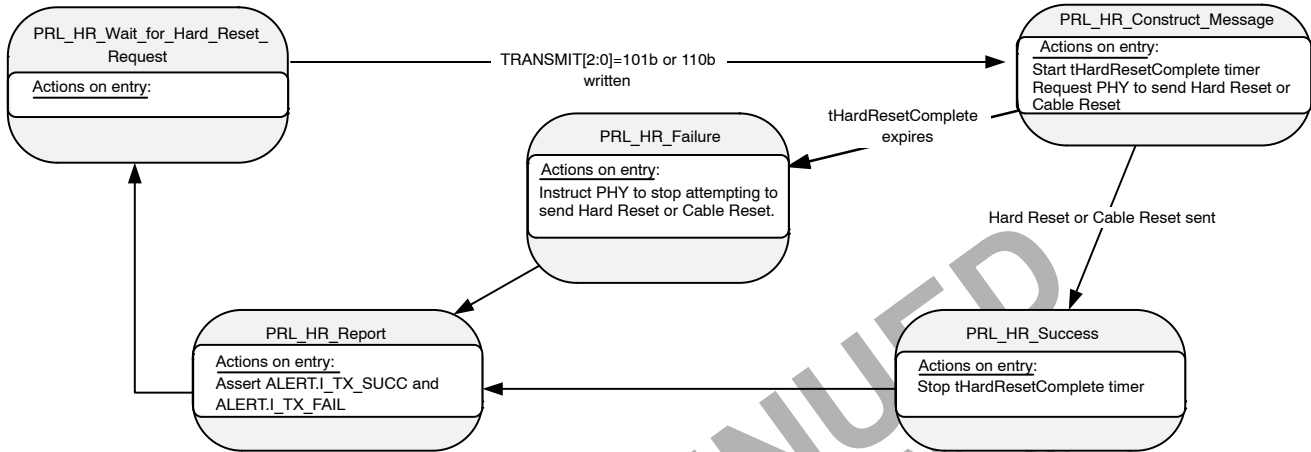 PRL_HR_Wait_for_Hard_Reset_
Request
Actions on entry:
TRANSMIT[2:0]=101b or 110b
written
PRL_HR_Construct_Message
Actions on entry:
Start tHardResetComplete timer
Request PHY to send Hard Reset or
Cable Reset
tHardResetComplete
expires
PRL_HR_Failure
Actions on entry:
Instruct PHY to stop attempting to
send Hard Reset or Cable Reset.
Hard Reset or Cable Reset sent
PRL_HR_Report
Actions on entry:
Assert ALERT.I_TX_SUCC and
ALERT.I_TX_FAIL
PRL_HR_Success
Actions on entry:
Stop tHardResetComplete timer
NUED